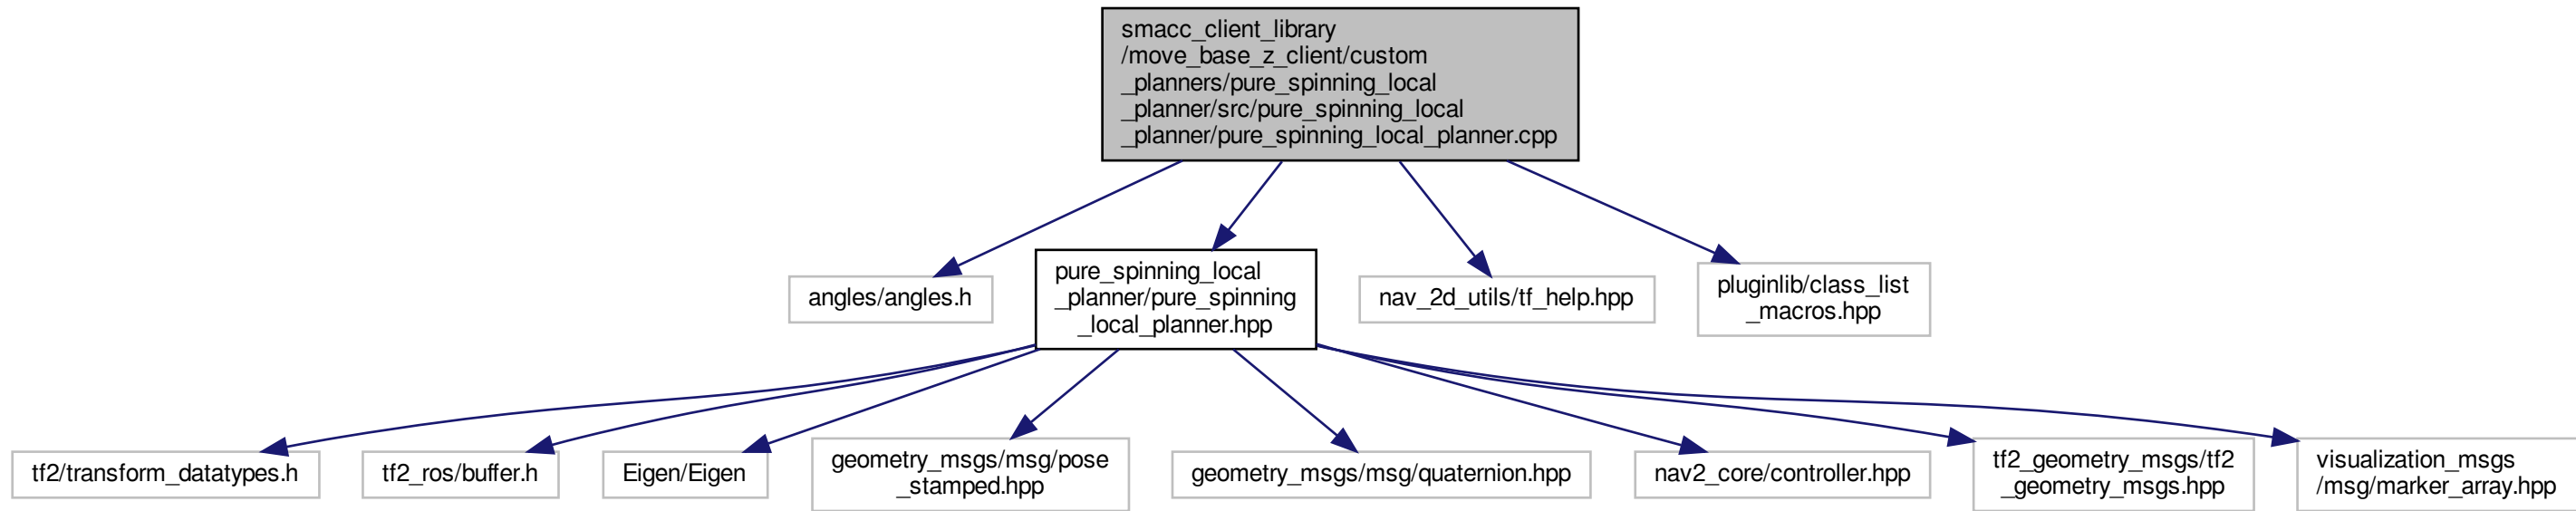 smacc_client_library
/move_base_z_client/custom
_planners/pure_spinning_local
_planner/src/pure_spinning_local
_planner/pure_spinning_local_planner.cpp
angles/angles.h
pure_spinning_local
_planner/pure_spinning
_local_planner.hpp
nav_2d_utils/tf_help.hpp
pluginlib/class_list
_macros.hpp
tf2/transform_datatypes.h
tf2_ros/buffer.h
Eigen/Eigen
geometry_msgs/msg/pose
_stamped.hpp
geometry_msgs/msg/quaternion.hpp
nav2_core/controller.hpp
tf2_geometry_msgs/tf2
_geometry_msgs.hpp
visualization_msgs
/msg/marker_array.hpp